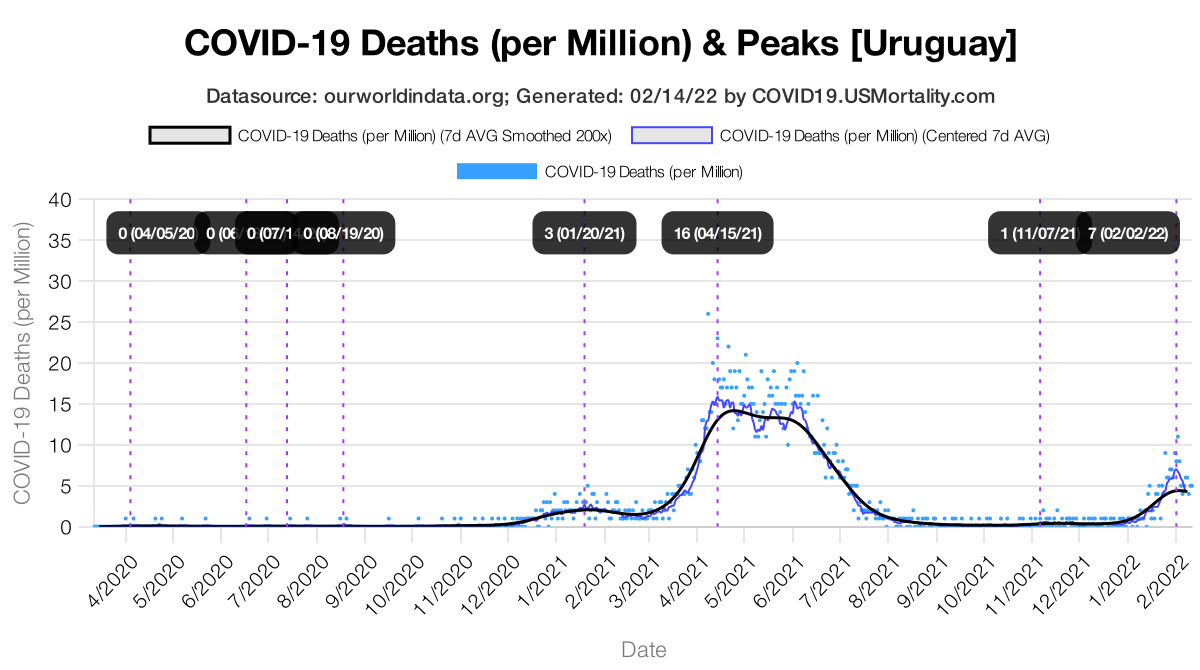 COVID-19 Deaths (per Million) & Peaks [Uruguay]
Datasource: ourworldindata.org; Generated: 02/14/22 by COVID19.USMortality.com
COVID-19 Deaths (per Million) (7d AVG Smoothed 200x) COVID-19 Deaths (per Million) (Centered 7d AVG)
COVID-19 Deaths (per Million)
COVID-19 Deaths (per Million)
40
35
30
25
20
15
10
5
0
0 (04/05/20 0 (07/14 0 (08/19/20) 3 (01/20/21) 16 (04/15/21) 1 (11/07/21) 7 (02/02/22)
4/2020 5/2020 6/2020 7/2020 8/2020 9/2020 10/2020 11/2020 12/2020 1/2021 2/2021 3/2021 4/2021 5/2021 6/2021 7/2021 8/2021 9/2021 10/2021 11/2021 12/2021 1/2022 2/2022
Date